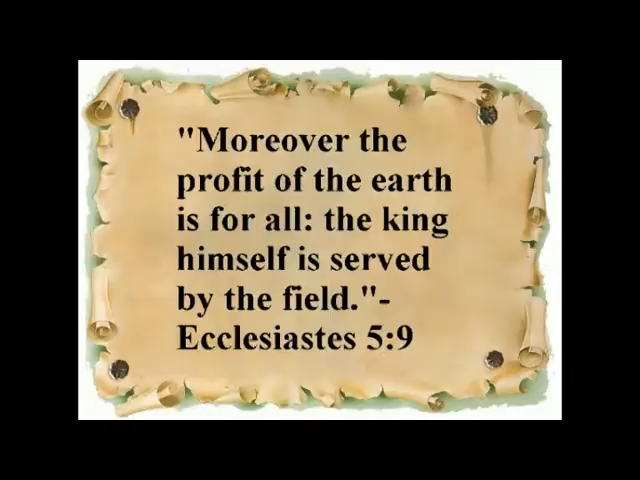 "Moreover the
profit of the earth
is for all: the king
himself is served
by the field."-
Ecclesiastes 5:9